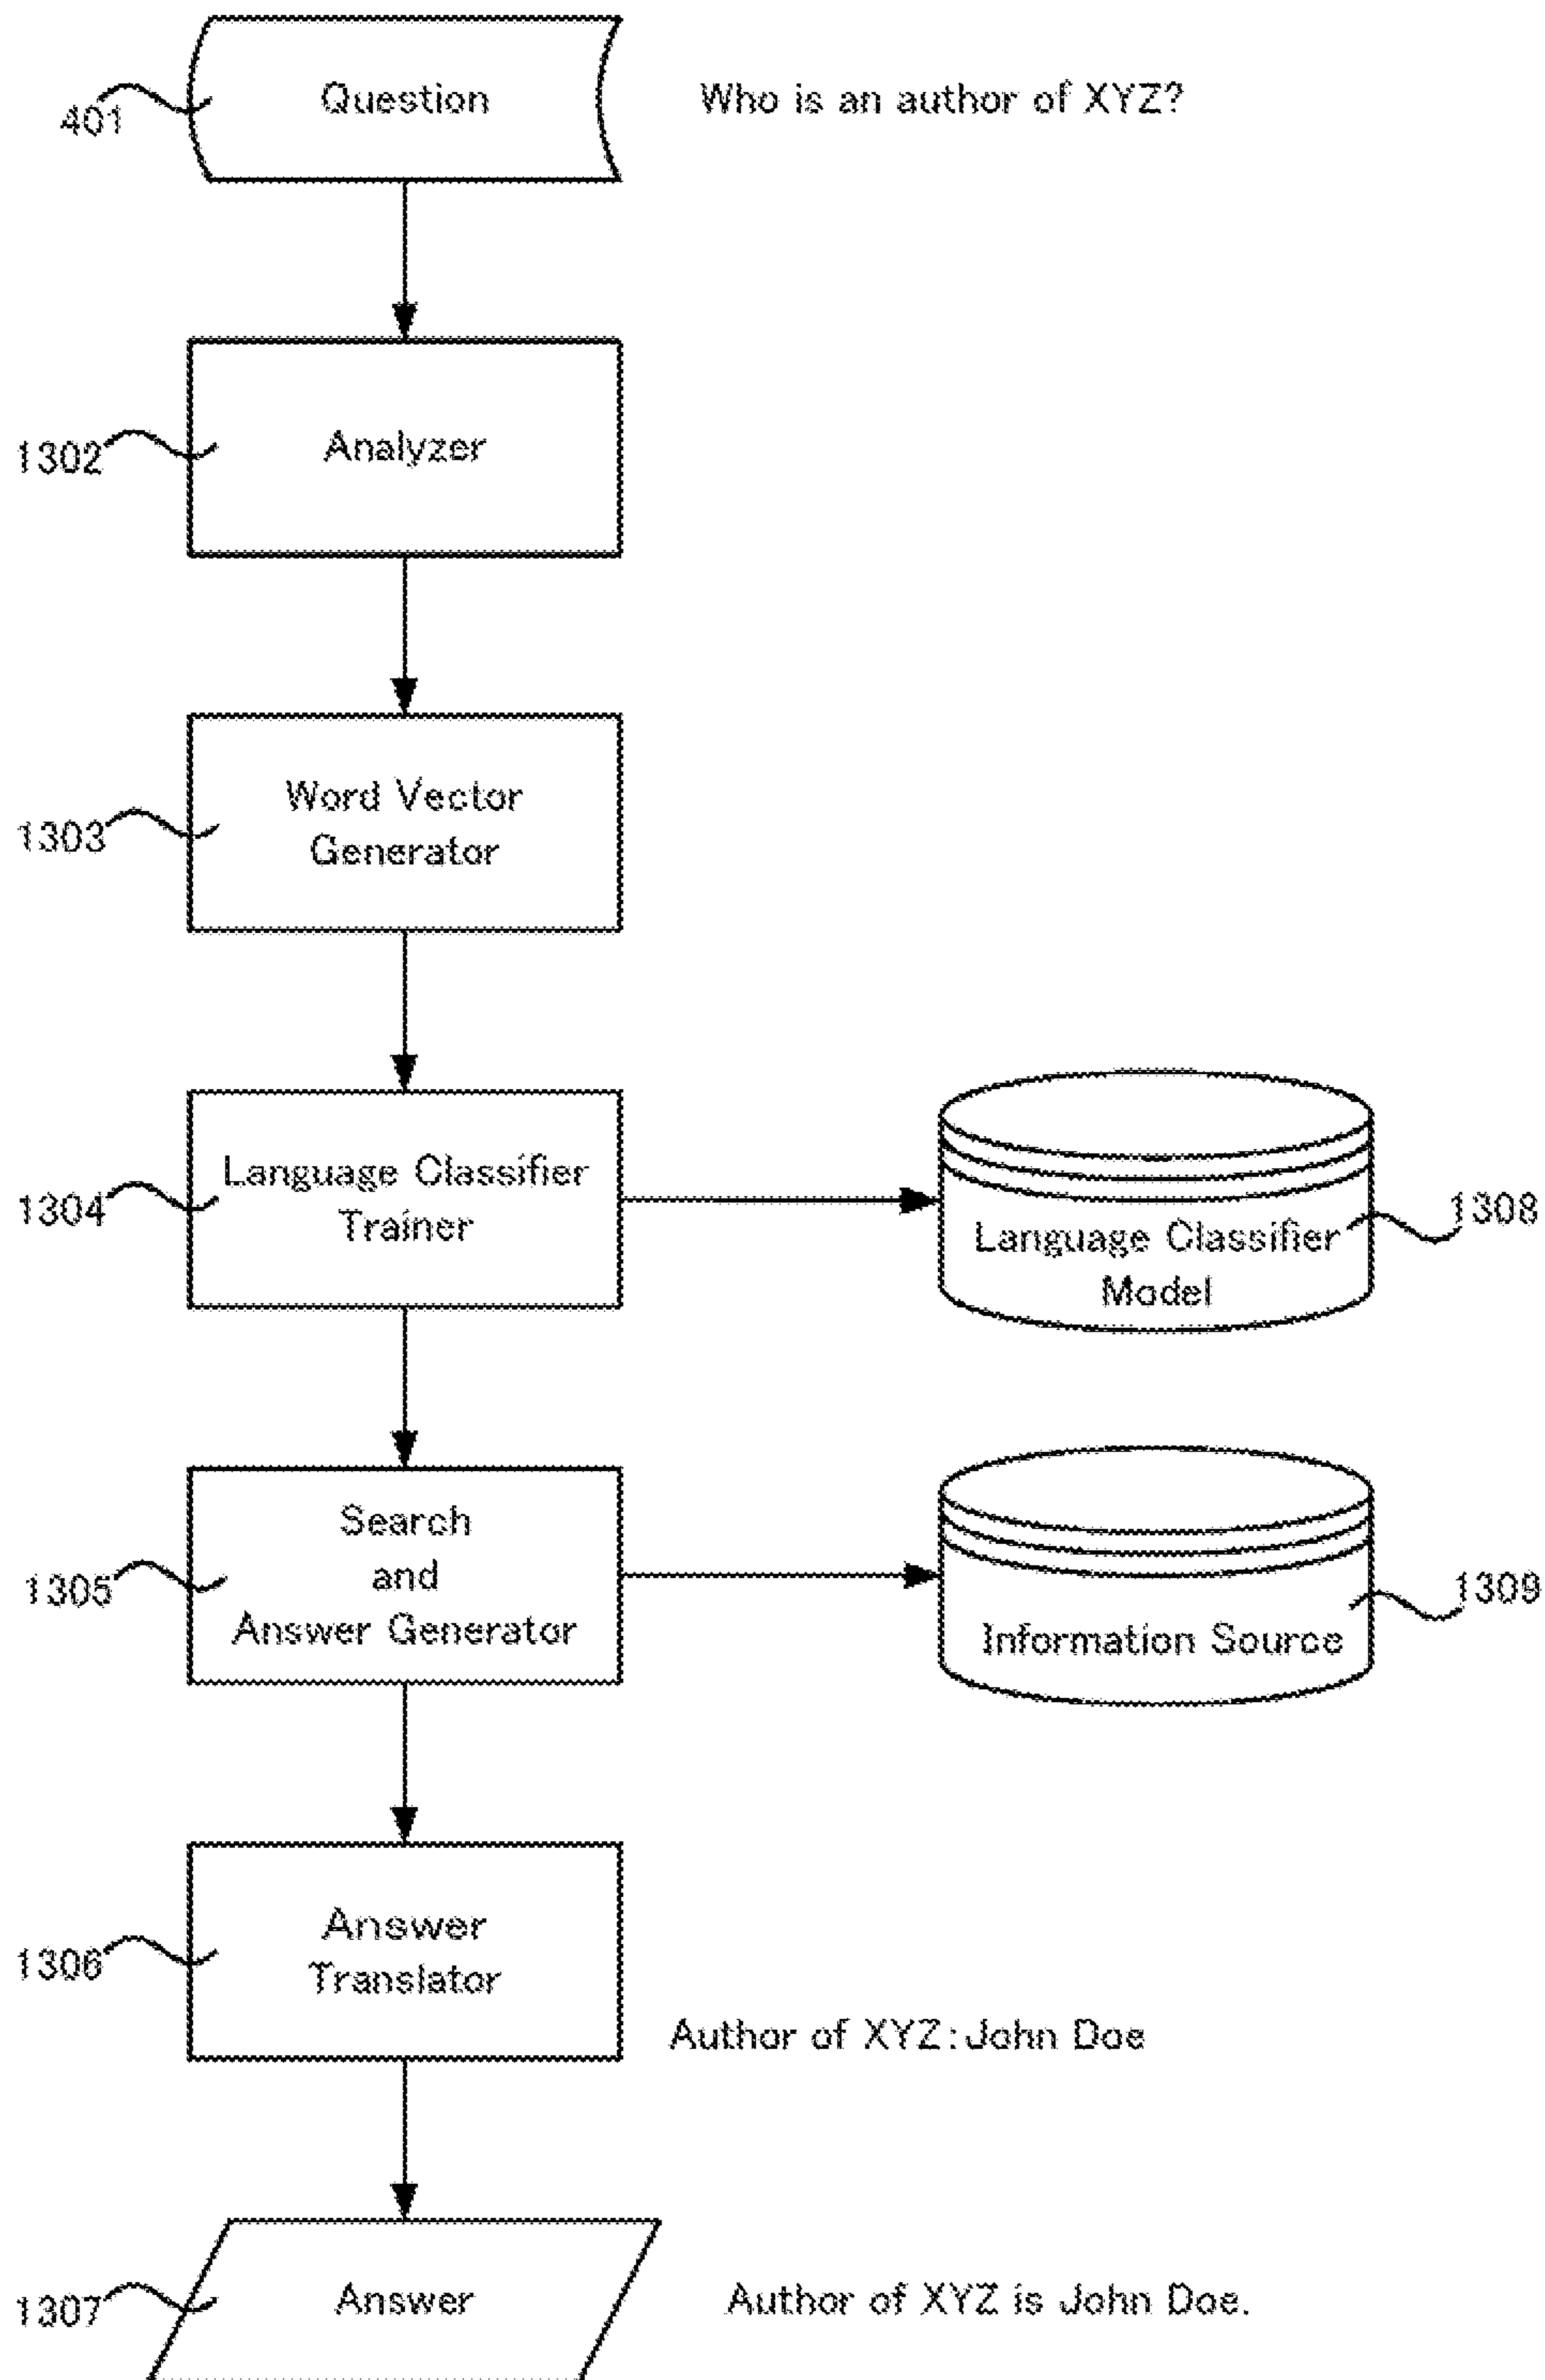 Question
Who is an author of XYZ?
401
Analyzer
1302
Word Vector
Generator
1303
Language Classifier
Trainer
1304
Language Classifier
Model
1308
Search
and
Answer Generator
1305
Information Source
1309
Answer
Translator
1306
Author of XYZ:John Doe
Answer
1307
Author of XYZ is John Doe.